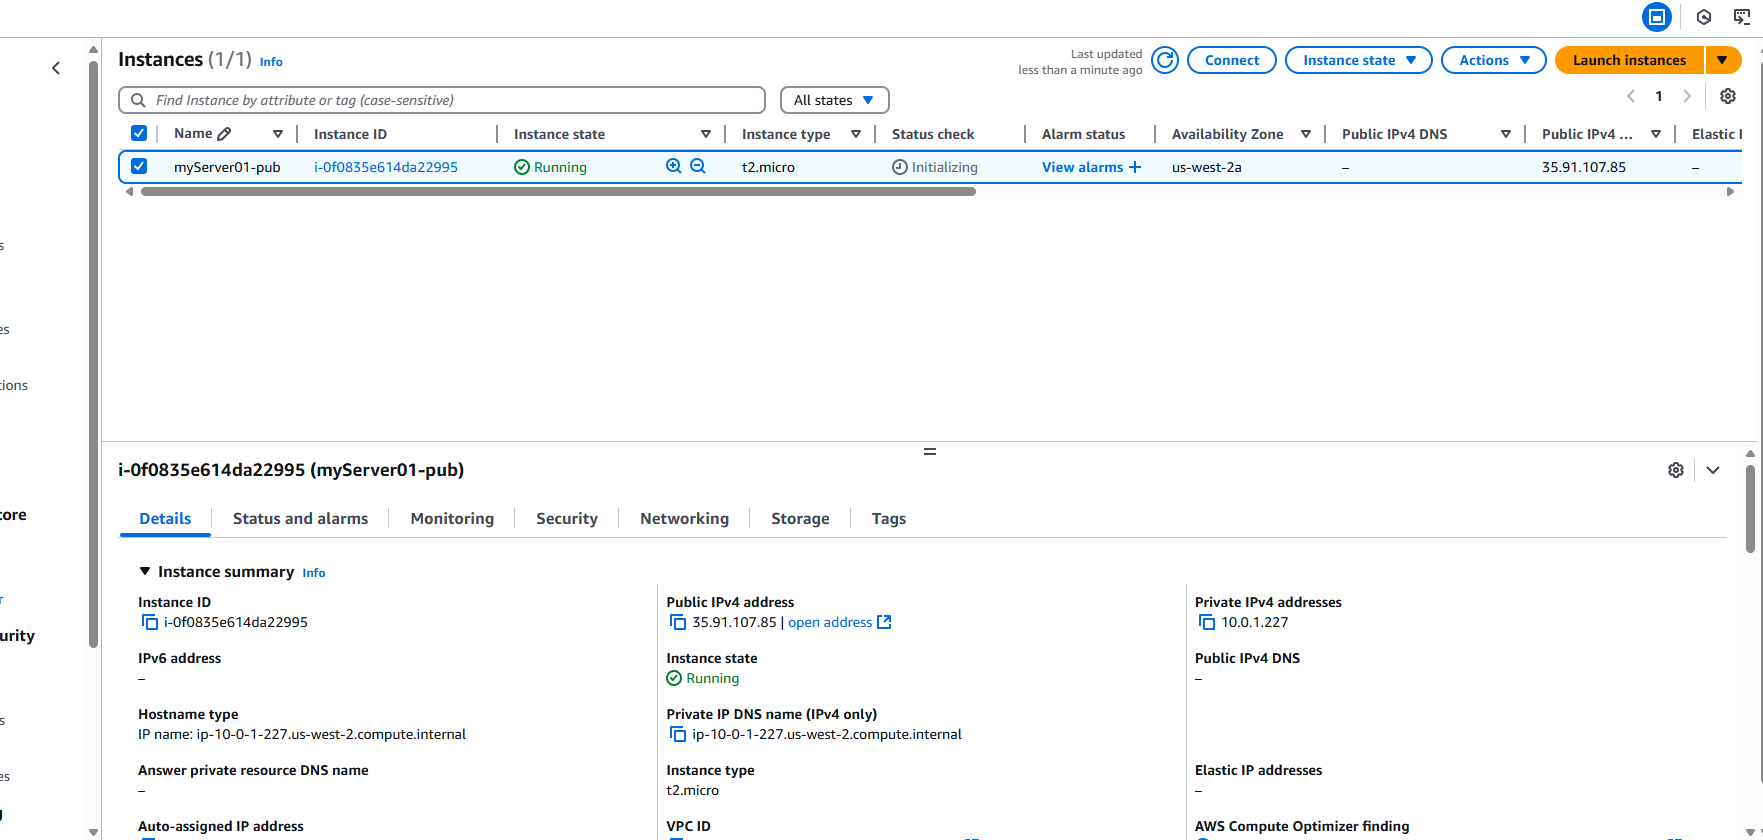 Instances (1/1) Info
Last updated
less than a minute ago
Connect
Instance state
Actions
Launch instances
Find Instance by attribute or tag (case-sensitive)
All states
1
Name
Instance ID
Instance state
Instance type
Status check
Alarm status
Availability Zone
Public IPv4 DNS
Public IPv4 ...
Elastic I
myServer01-pub
i-0f0835e614da22995
Running
t2.micro
Initializing
View alarms +
us-west-2a
–
35.91.107.85
–
s
es
tions
tore
r
urity
s
es
i-0f0835e614da22995 (myServer01-pub)
Details
Status and alarms
Monitoring
Security
Networking
Storage
Tags
Instance summary Info
Instance ID
i-0f0835e614da22995
Public IPv4 address
35.91.107.85 | open address
Private IPv4 addresses
10.0.1.227
IPv6 address
–
Instance state
Running
Public IPv4 DNS
–
Hostname type
IP name: ip-10-0-1-227.us-west-2.compute.internal
Private IP DNS name (IPv4 only)
ip-10-0-1-227.us-west-2.compute.internal
Answer private resource DNS name
–
Instance type
t2.micro
Elastic IP addresses
–
Auto-assigned IP address
VPC ID
AWS Compute Optimizer finding